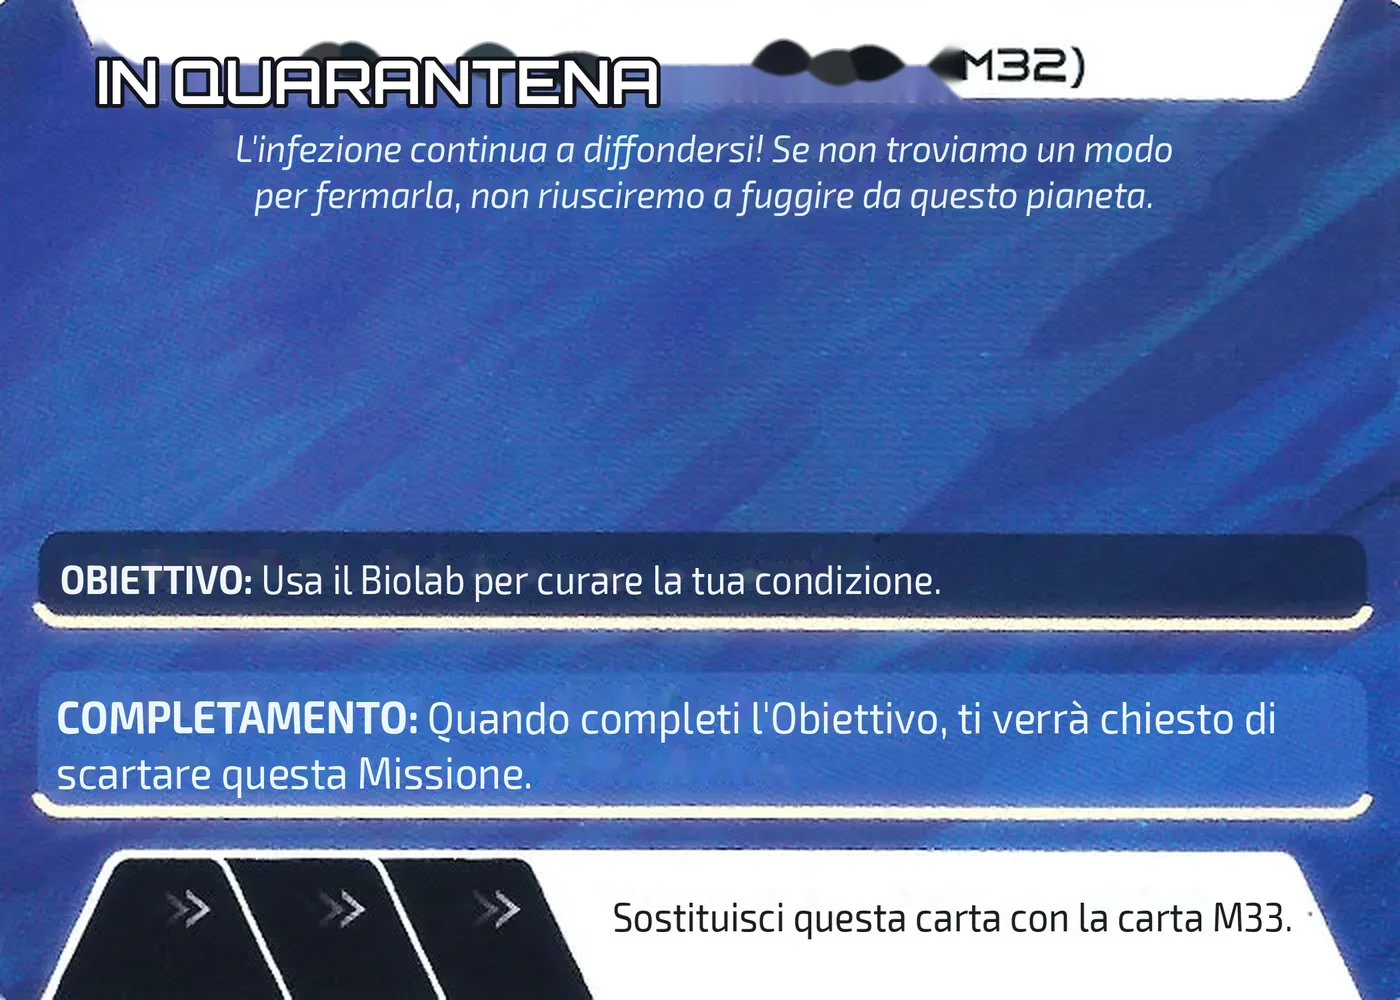 IN QUARANTENA
M32)
L'infezione continua a diffondersi! Se non troviamo un modo
per fermarla, non riusciremo a fuggire da questo pianeta.
OBIETTIVO: Usa il Biolab per curare la tua condizione.
COMPLETAMENTO: Quando completi l'Obiettivo, ti verrà chiesto di
scartare questa Missione.
Sostituisci questa carta con la carta M33.